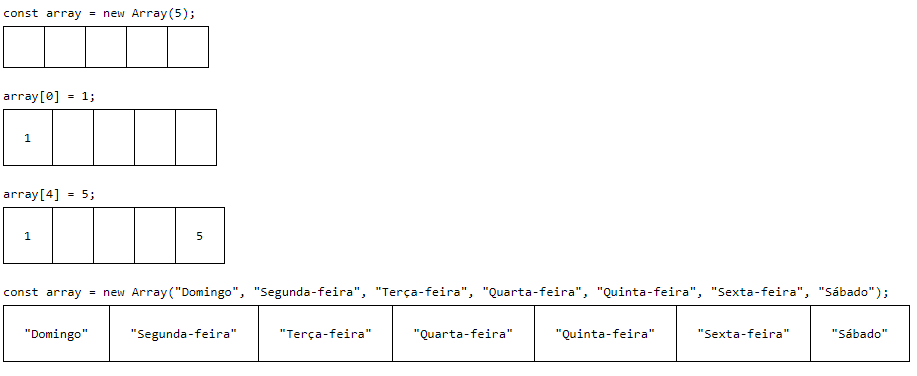 const array = new Array(5);
array[0] = 1;
1
array[4] = 5;
1 5
const array = new Array("Domingo", "Segunda-feira", "Terça-feira", "Quarta-feira", "Quinta-feira", "Sexta-feira", "Sábado");
"Domingo" "Segunda-feira" "Terça-feira" "Quarta-feira" "Quinta-feira" "Sexta-feira" "Sábado"